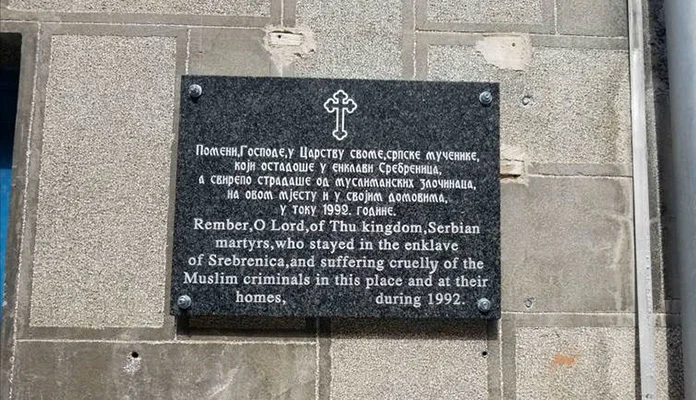 Помени,Господе,у Царству своме,српске мученике,
који остадоше у енклави Сребреница,
а свирепо страдаше од муслиманских злочинаца,
на овом мјесту и у својим домовима,
у току 1992. године.
Rember,O Lord,of Thu kingdom,Serbian
martyrs,who stayed in the enklave
of Srebrenica,and suffering cruelly of the
Muslim criminals in this place and at their
homes, during 1992.